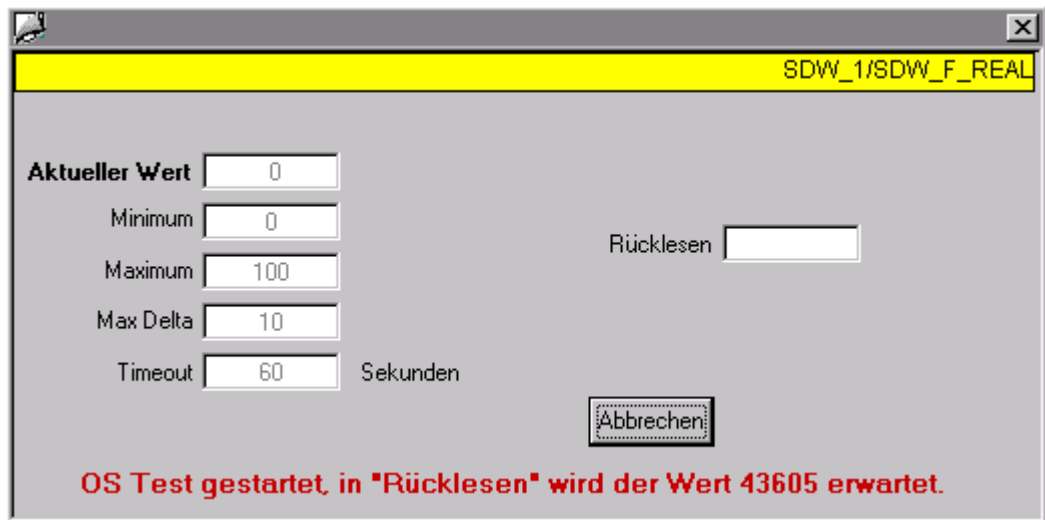 SDW_1/SDW_F_REAL
Aktueller Wert 0
Minimum 0
Rücklesen
Maximum 100
Max Delta 10
Timeout 60 Sekunden
Abbrechen
OS Test gestartet, in "Rücklesen" wird der Wert 43605 erwartet.